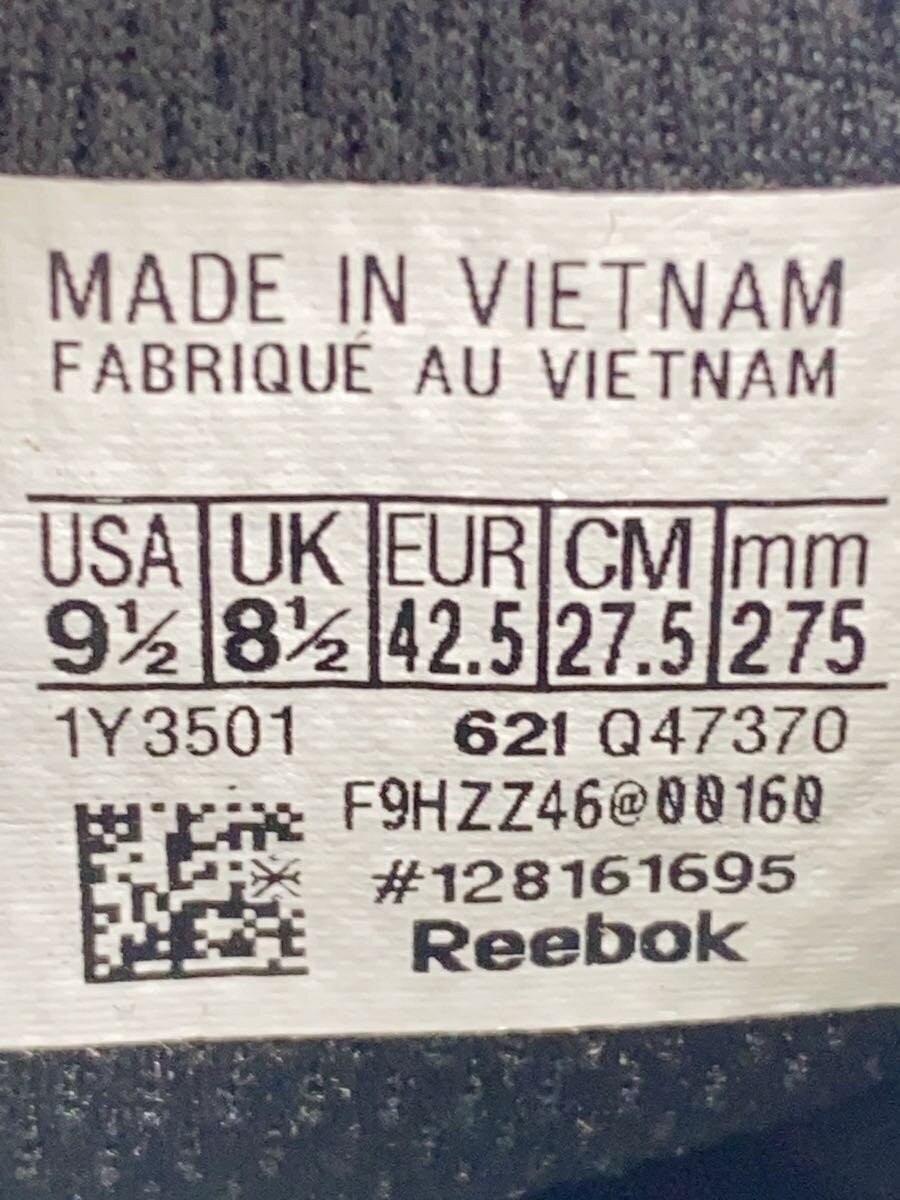 MADE IN VIETNAM
FABRIQUÉ AU VIETNAM
USA UK EUR CM mm
9½ 8½ 42.5 27.5 275
1Y3501 621 Q47370
F9HZZ46@00160
#128161695
Reebok